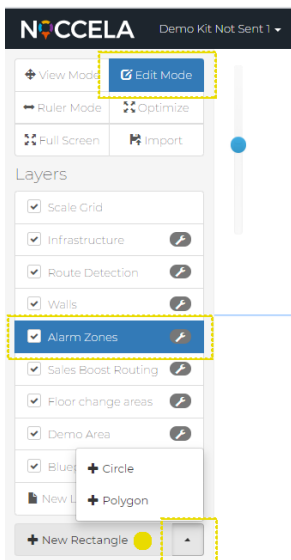 NOCCELA Demo Kit Not Sent 1
View Mode Edit Mode
Ruler Mode Optimize
Full Screen Import
Layers
Scale Grid
Infrastructure
Route Detection
Walls
Alarm Zones
Sales Boost Routing
Floor change areas
Demo Area
Circle
Polygon
New Rectangle